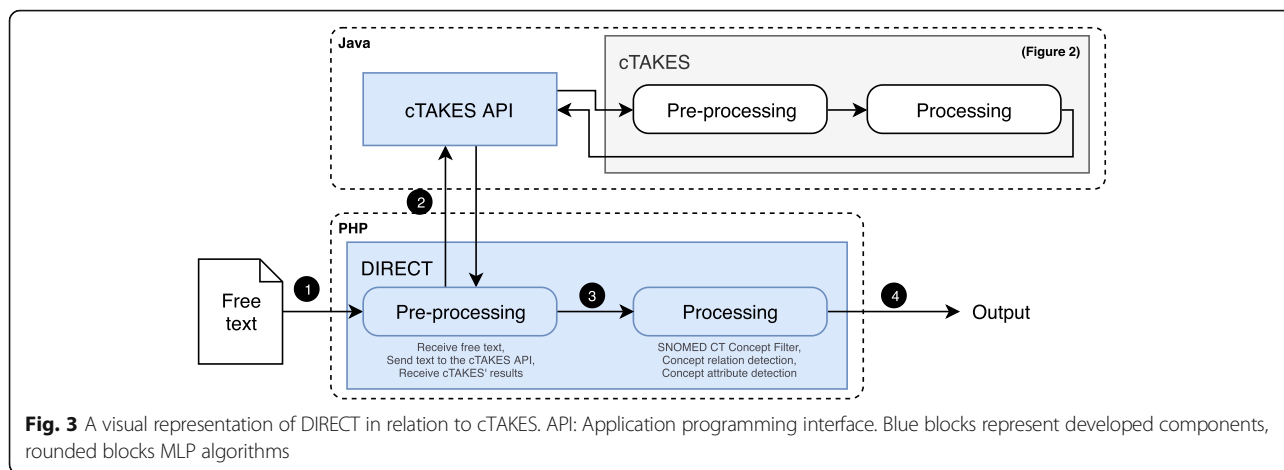 Java
(Figure 2)
cTAKES
cTAKES API
Pre-processing
Processing
2
PHP
DIRECT
1
Free
text
Pre-processing
3
Processing
4
Output
Receive free text,
Send text to the cTAKES API,
Receive cTAKES' results
SNOMED CT Concept Filter,
Concept relation detection,
Concept attribute detection
Fig. 3 A visual representation of DIRECT in relation to cTAKES. API: Application programming interface. Blue blocks represent developed components,
rounded blocks MLP algorithms